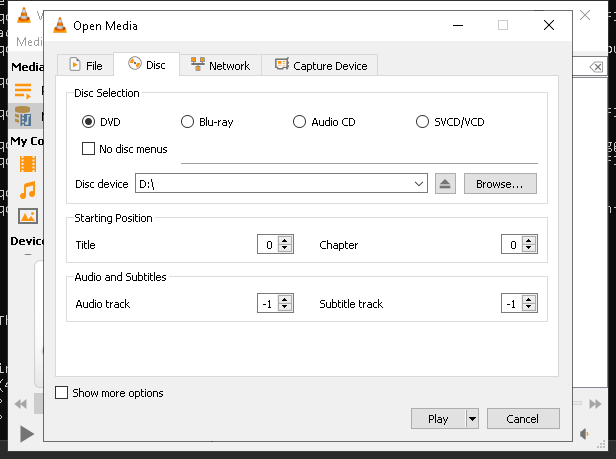 Open Media
Medi
File
Disc
Network
Capture Device
Media
Disc Selection
DVD
Blu-ray
Audio CD
SVCD/VCD
No disc menus
My Co
Disc device
D:\
Browse...
Starting Position
Title
0
Chapter
0
Device
Audio and Subtitles
Audio track
-1
Subtitle track
-1
Show more options
Play
Cancel